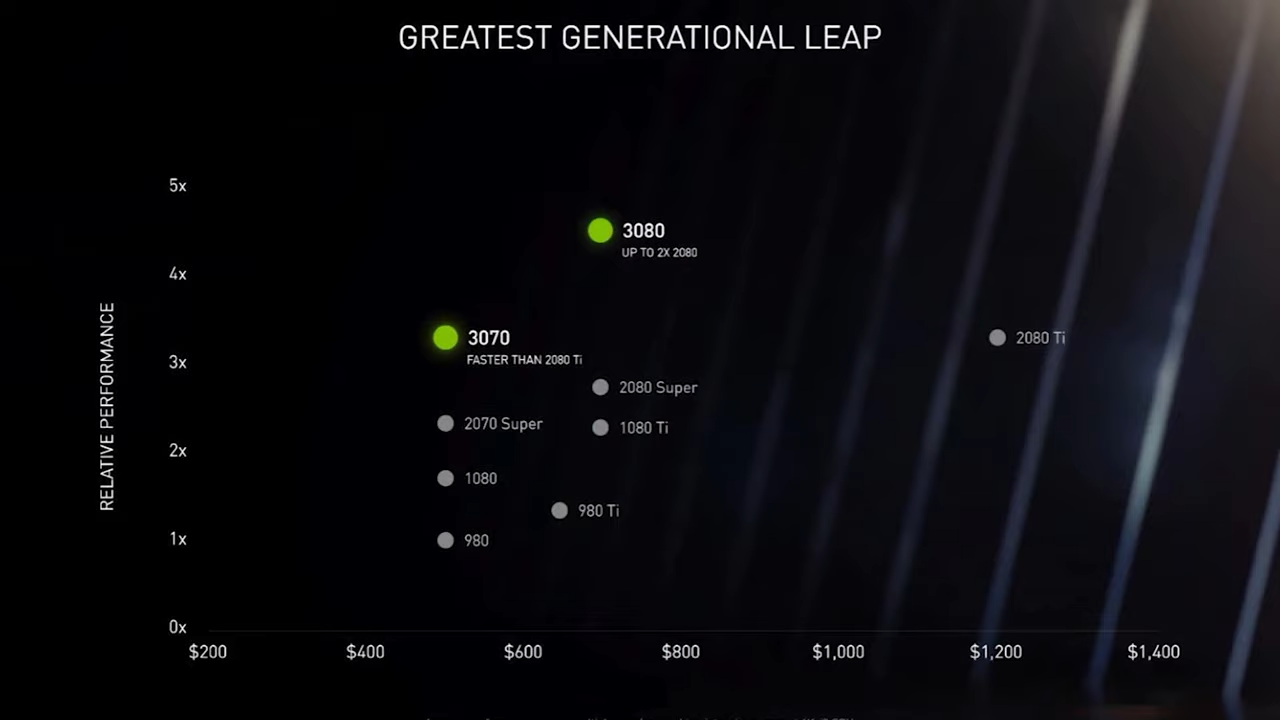 GREATEST GENERATIONAL LEAP
RELATIVE PERFORMANCE
5x
4x
3x
2x
1x
0x
3080
UP TO 2X 2080
3070
FASTER THAN 2080 Ti
2080 Ti
2080 Super
2070 Super
1080 Ti
1080
980 Ti
980
$200 $400 $600 $800 $1,000 $1,200 $1,400